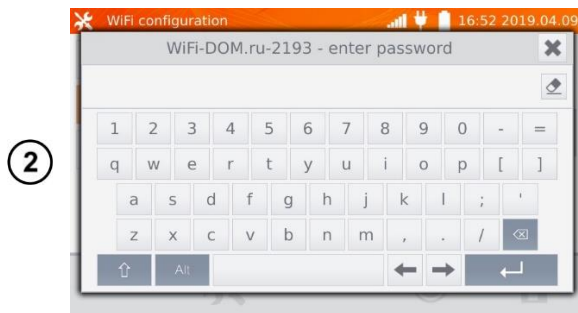 WiFi configuration 16:52 2019.04.09
WiFi-DOM.ru-2193 - enter password
1 2 3 4 5 6 7 8 9 0 - =
q w e r t y u i o p [ ]
②
a s d f g h j k l ; '
z x c v b n m , . /
Alt